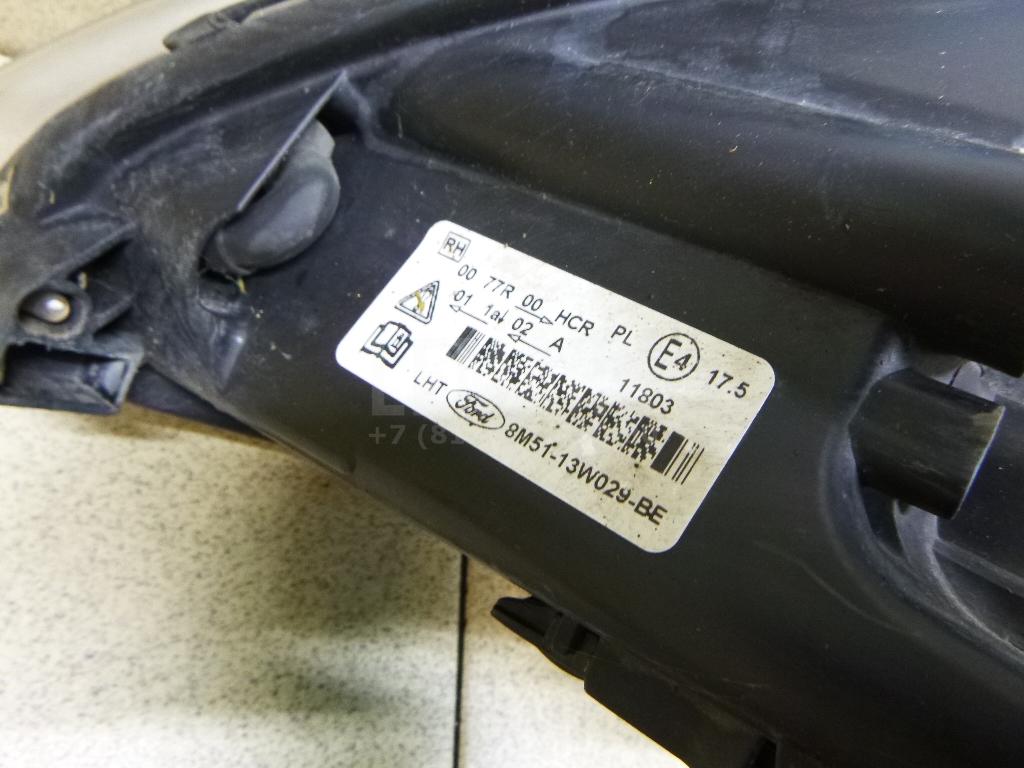 RH
00 77R 00 HCR PL E4 17.5
01 1a 02 A
11803
LHT Ford 8M51-13W029-BE
+7 (81